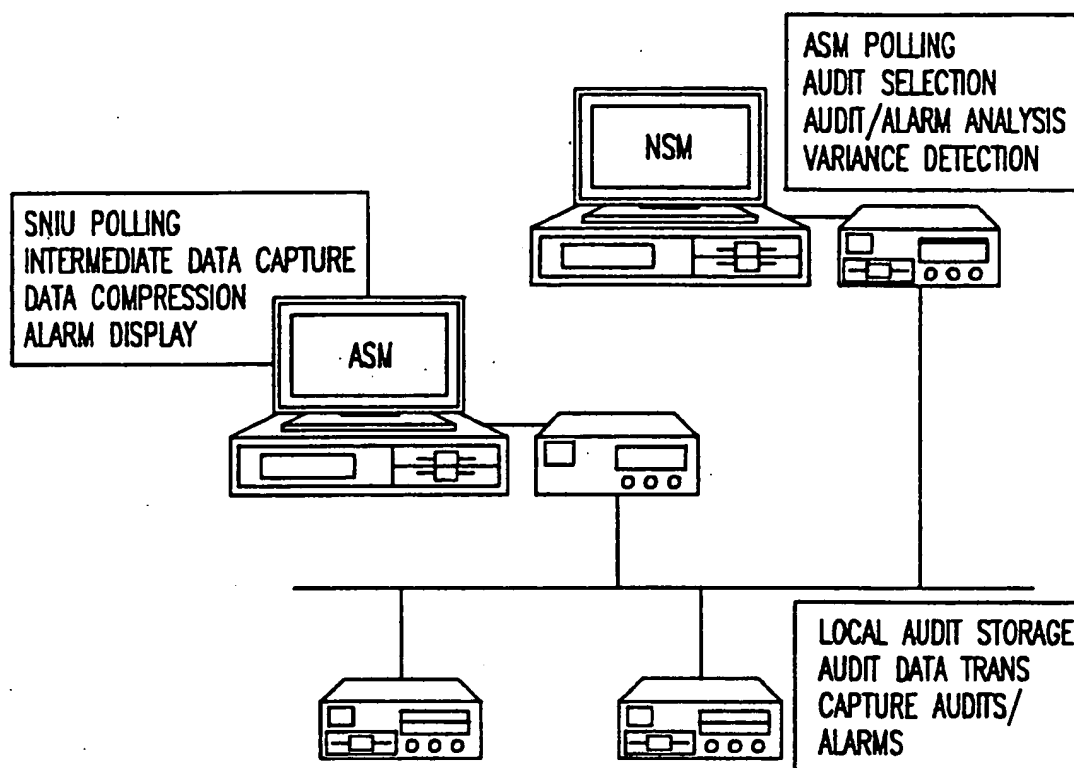 ASM POLLING
AUDIT SELECTION
AUDIT/ALARM ANALYSIS
VARIANCE DETECTION
NSM
SNIU POLLING
INTERMEDIATE DATA CAPTURE
DATA COMPRESSION
ALARM DISPLAY
ASM
LOCAL AUDIT STORAGE
AUDIT DATA TRANS
CAPTURE AUDITS/
ALARMS